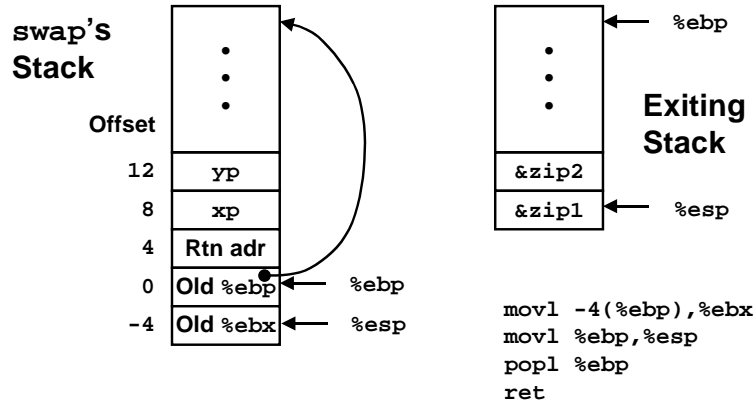 swap's
Stack
Offset
12 yp
8 xp
4 Rtn adr
0 Old %ebp %ebp
-4 Old %ebx %esp
%ebp
Exiting
Stack
&zip2
&zip1 %esp
movl -4(%ebp),%ebx
movl %ebp,%esp
popl %ebp
ret